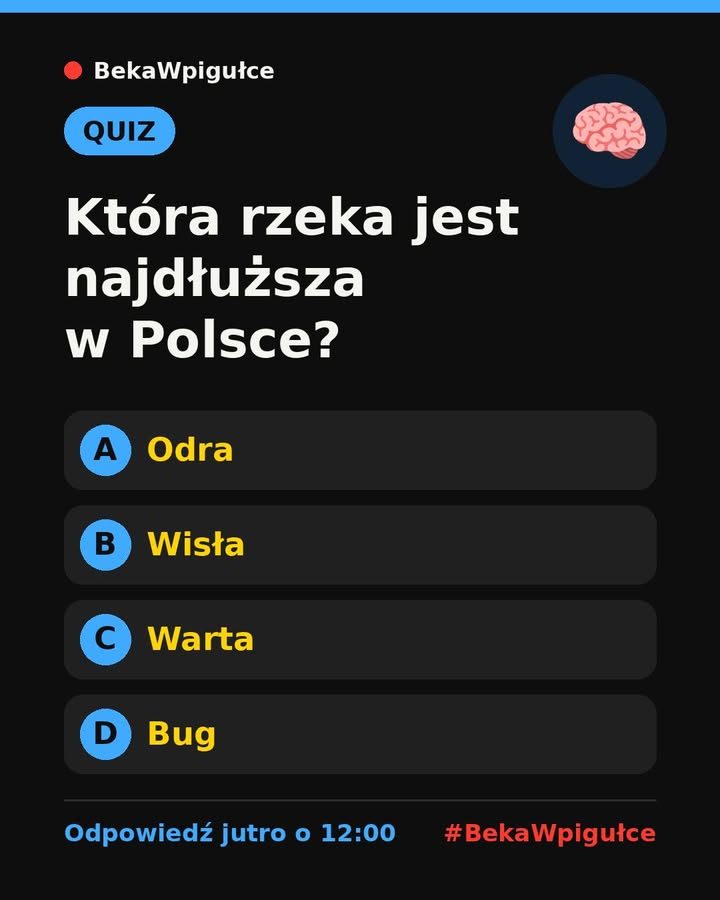 BekaWpigułce
QUIZ
Która rzeka jest
najdłuższa
w Polsce?
A Odra
B Wisła
C Warta
D Bug
Odpowiedź jutro o 12:00 #BekaWpigułce